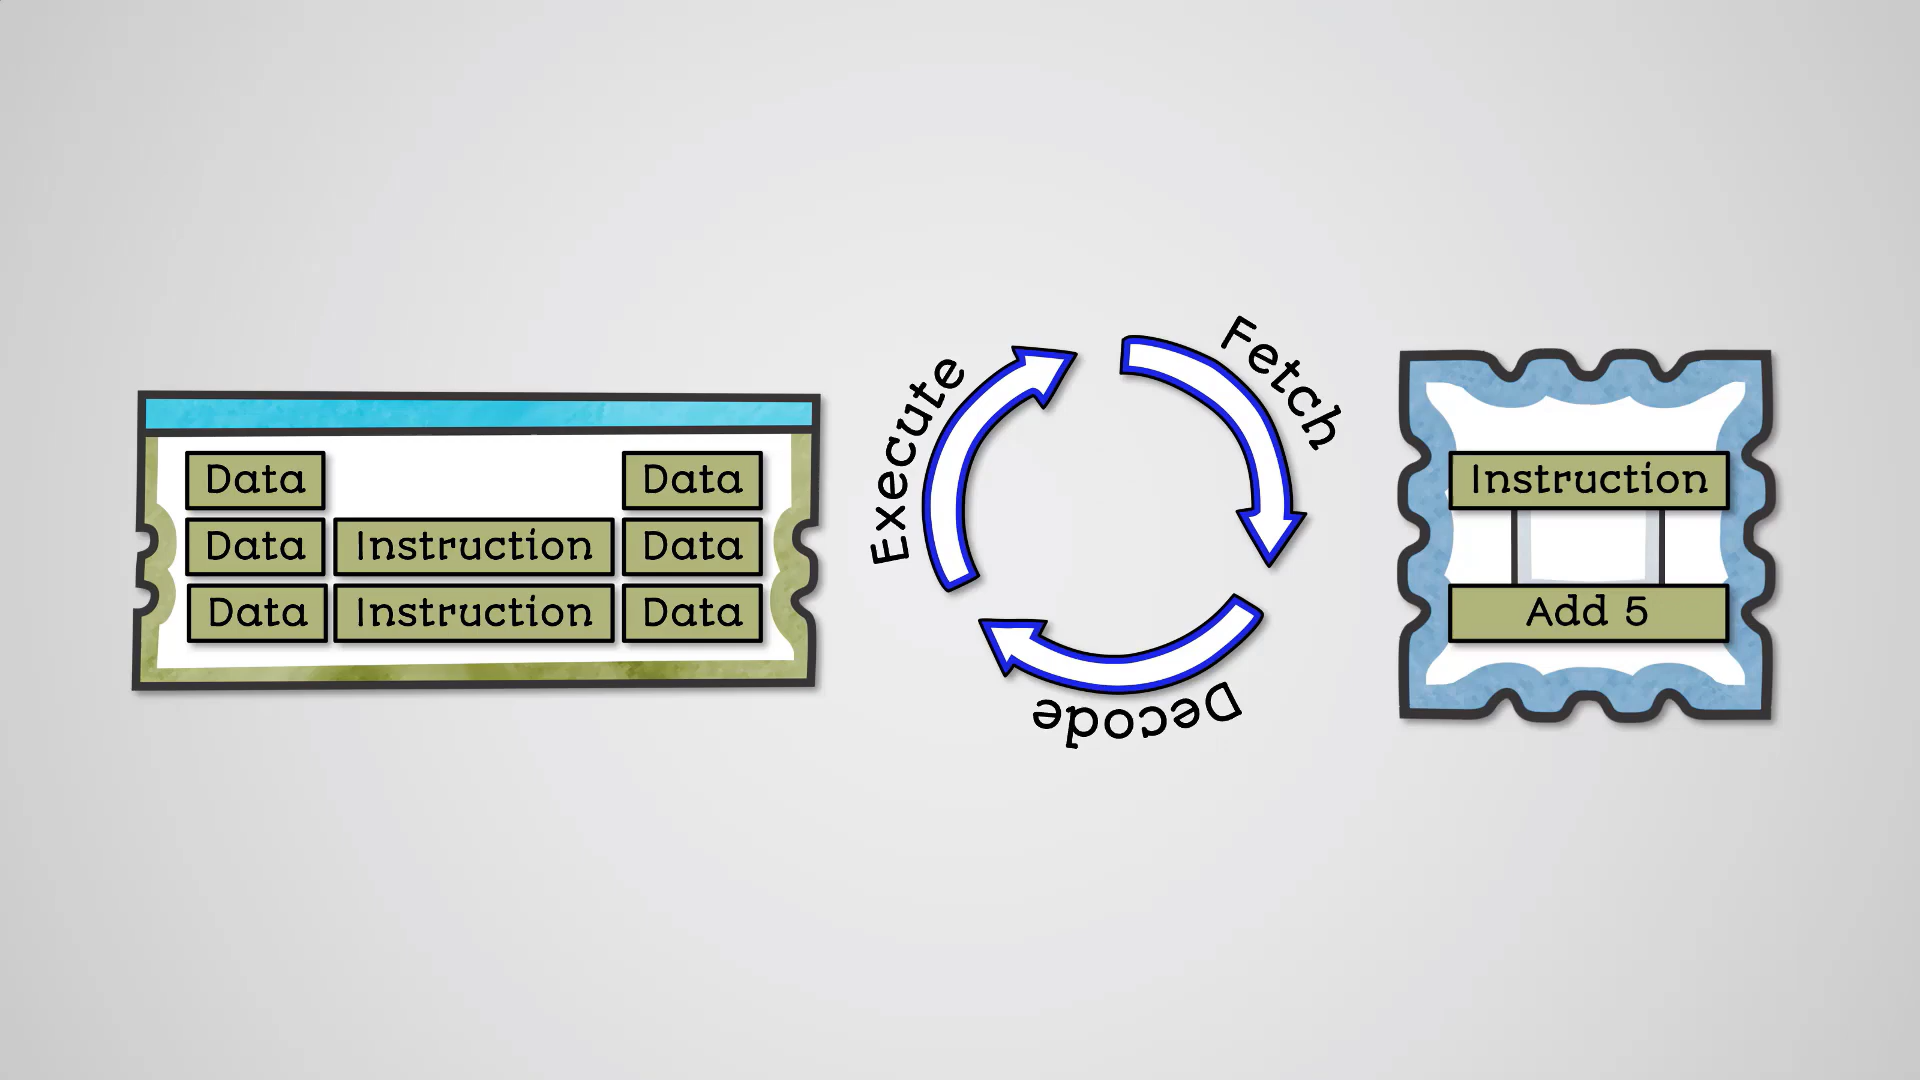 Data Data
Data Instruction Data
Data Instruction Data
Execute
Fetch
Decode
Instruction
Add 5